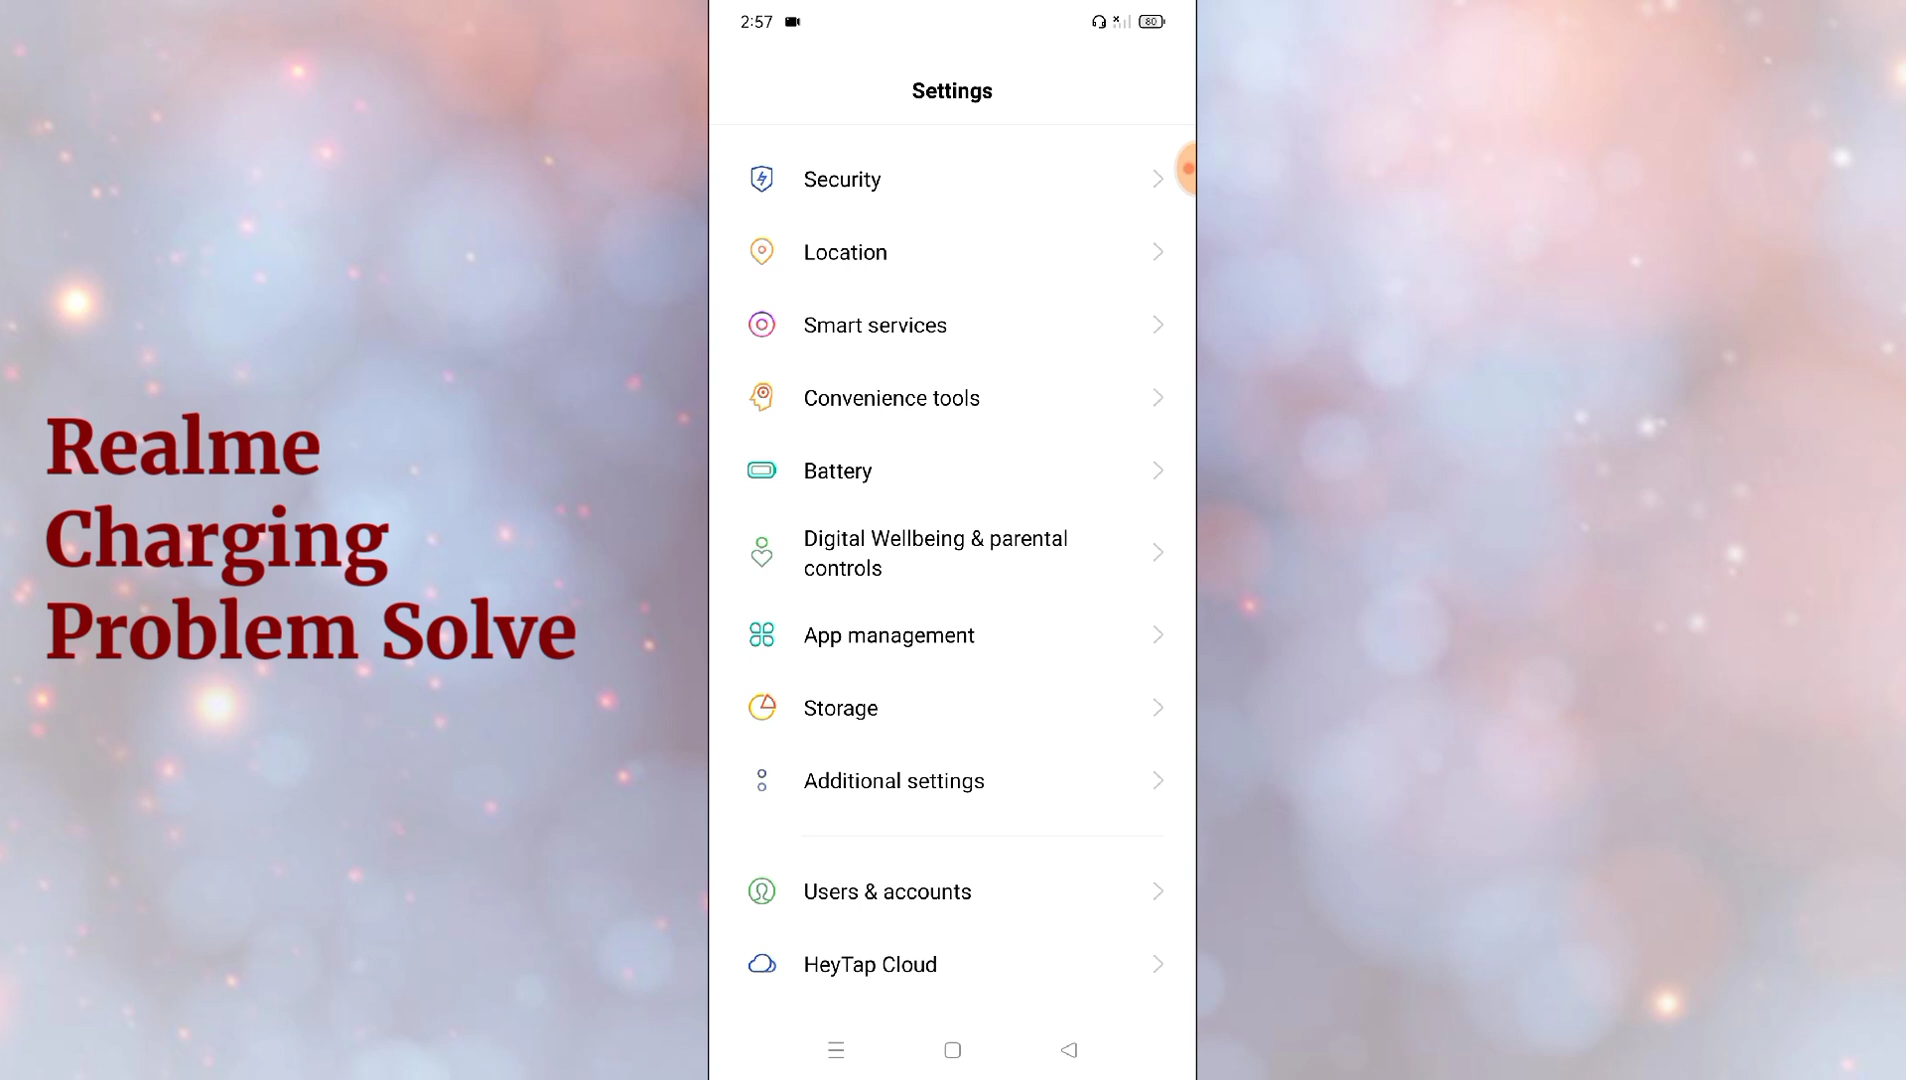 2:57
80
Settings
Security
Location
Smart services
Convenience tools
Battery
Digital Wellbeing & parental
controls
App management
Storage
Additional settings
Users & accounts
HeyTap Cloud
Realme
Charging
Problem Solve